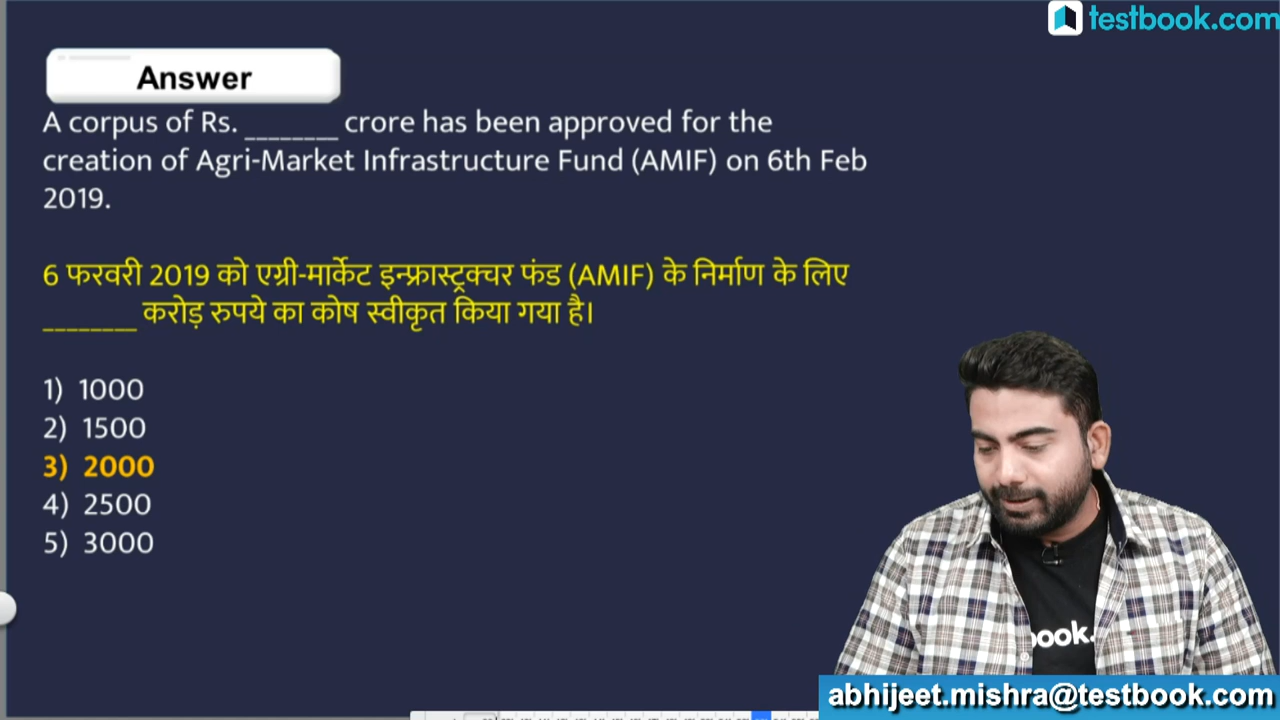 testbook.com
Answer
A corpus of Rs. ________ crore has been approved for the
creation of Agri-Market Infrastructure Fund (AMIF) on 6th Feb
2019.
6 फरवरी 2019 को एग्री-मार्केट इन्फ्रास्ट्रक्चर फंड (AMIF) के निर्माण के लिए
________ करोड़ रुपये का कोष स्वीकृत किया गया है।
1) 1000
2) 1500
3) 2000
4) 2500
5) 3000
book.
abhijeet.mishra@testbook.com